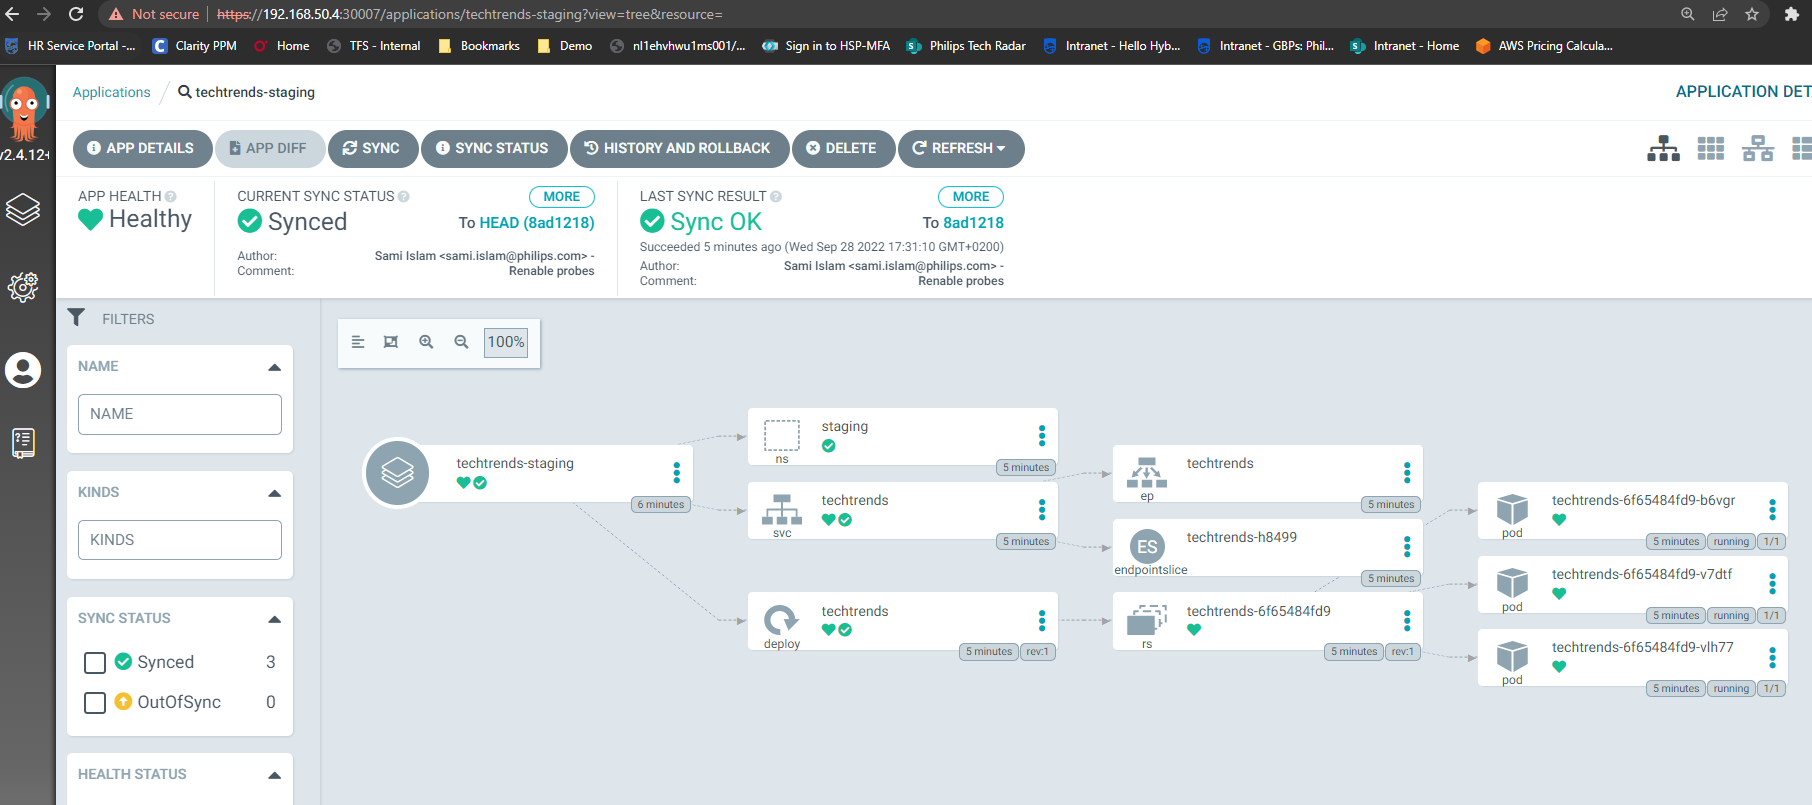 Not secure | https://192.168.50.4:30007/applications/techtrends-staging?view=tree&resource=
HR Service Portal -... Clarity PPM Home TFS - Internal Bookmarks Demo nl1ehvhwu1ms001/... Sign in to HSP-MFA Philips Tech Radar Intranet - Hello Hyb... Intranet - GBPs: Phil... Intranet - Home AWS Pricing Calcula...
v2.4.12+
Applications / techtrends-staging APPLICATION DET
APP DETAILS APP DIFF SYNC SYNC STATUS HISTORY AND ROLLBACK DELETE REFRESH
APP HEALTH
Healthy
CURRENT SYNC STATUS MORE
Synced To HEAD (8ad1218)
Author: Sami Islam <sami.islam@philips.com> -
Comment: Renable probes
LAST SYNC RESULT MORE
Sync OK To 8ad1218
Succeeded 5 minutes ago (Wed Sep 28 2022 17:31:10 GMT+0200)
Author: Sami Islam <sami.islam@philips.com> -
Comment: Renable probes
FILTERS
NAME
NAME
KINDS
KINDS
SYNC STATUS
Synced 3
OutOfSync 0
HEALTH STATUS
100%
techtrends-staging
6 minutes
staging
ns
5 minutes
techtrends
svc
5 minutes
techtrends
deploy
5 minutes rev:1
techtrends
ep
5 minutes
ES
techtrends-h8499
endpointslice
5 minutes
techtrends-6f65484fd9
rs
5 minutes rev:1
techtrends-6f65484fd9-b6vgr
pod
5 minutes running 1/1
techtrends-6f65484fd9-v7dtf
pod
5 minutes running 1/1
techtrends-6f65484fd9-vlh77
pod
5 minutes running 1/1